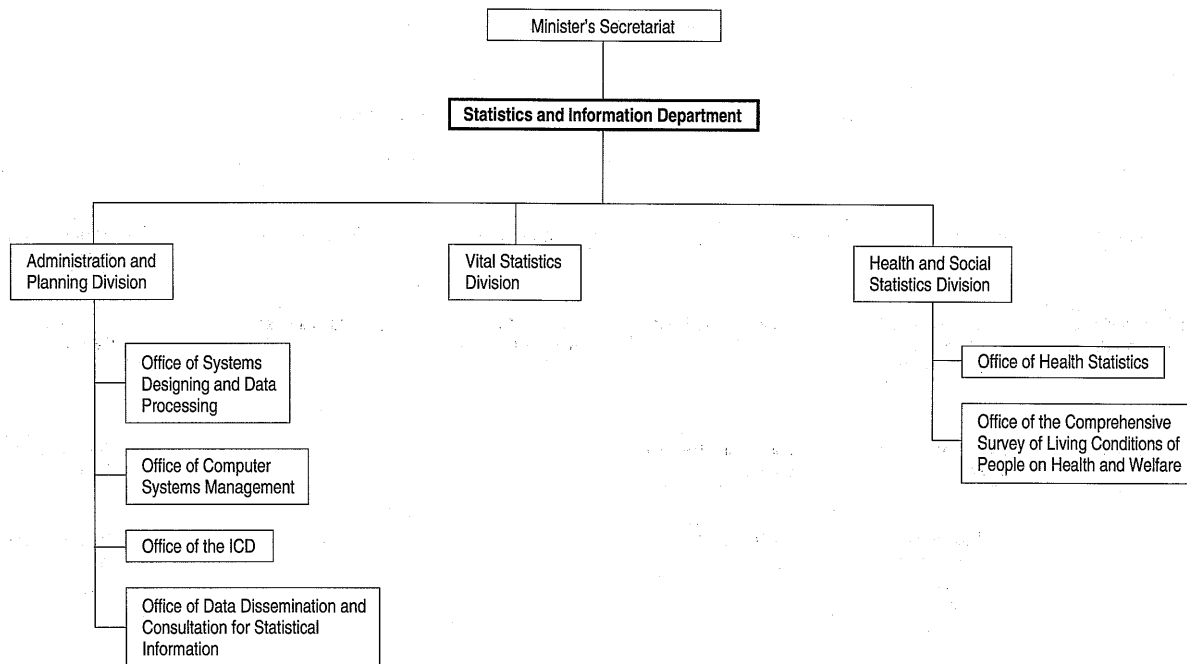 Minister's Secretariat
Statistics and Information Department
Administration and
Planning Division
Vital Statistics
Division
Health and Social
Statistics Division
Office of Systems
Designing and Data
Processing
Office of Computer
Systems Management
Office of the ICD
Office of Data Dissemination and
Consultation for Statistical
Information
Office of Health Statistics
Office of the Comprehensive
Survey of Living Conditions of
People on Health and Welfare